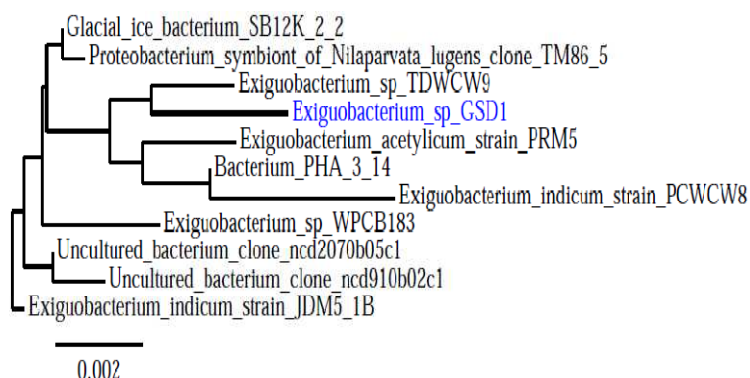 Glacial_ice_bacterium_SB12K_2_2
Proteobacterium_symbiont_of_Nilaparvata_lugens_clone_TM86_5
Exiguobacterium_sp_TDWCW9
Exiguobacterium_sp_GSD1
Exiguobacterium_acetylicum_strain_PRM5
Bacterium_PHA_3_14
Exiguobacterium_indicum_strain_PCWCW8
Exiguobacterium_sp_WPCB183
Uncultured_bacterium_clone_ncd2070b05c1
Uncultured_bacterium_clone_ncd910b02c1
Exiguobacterium_indicum_strain_JDM5_1B
0.002